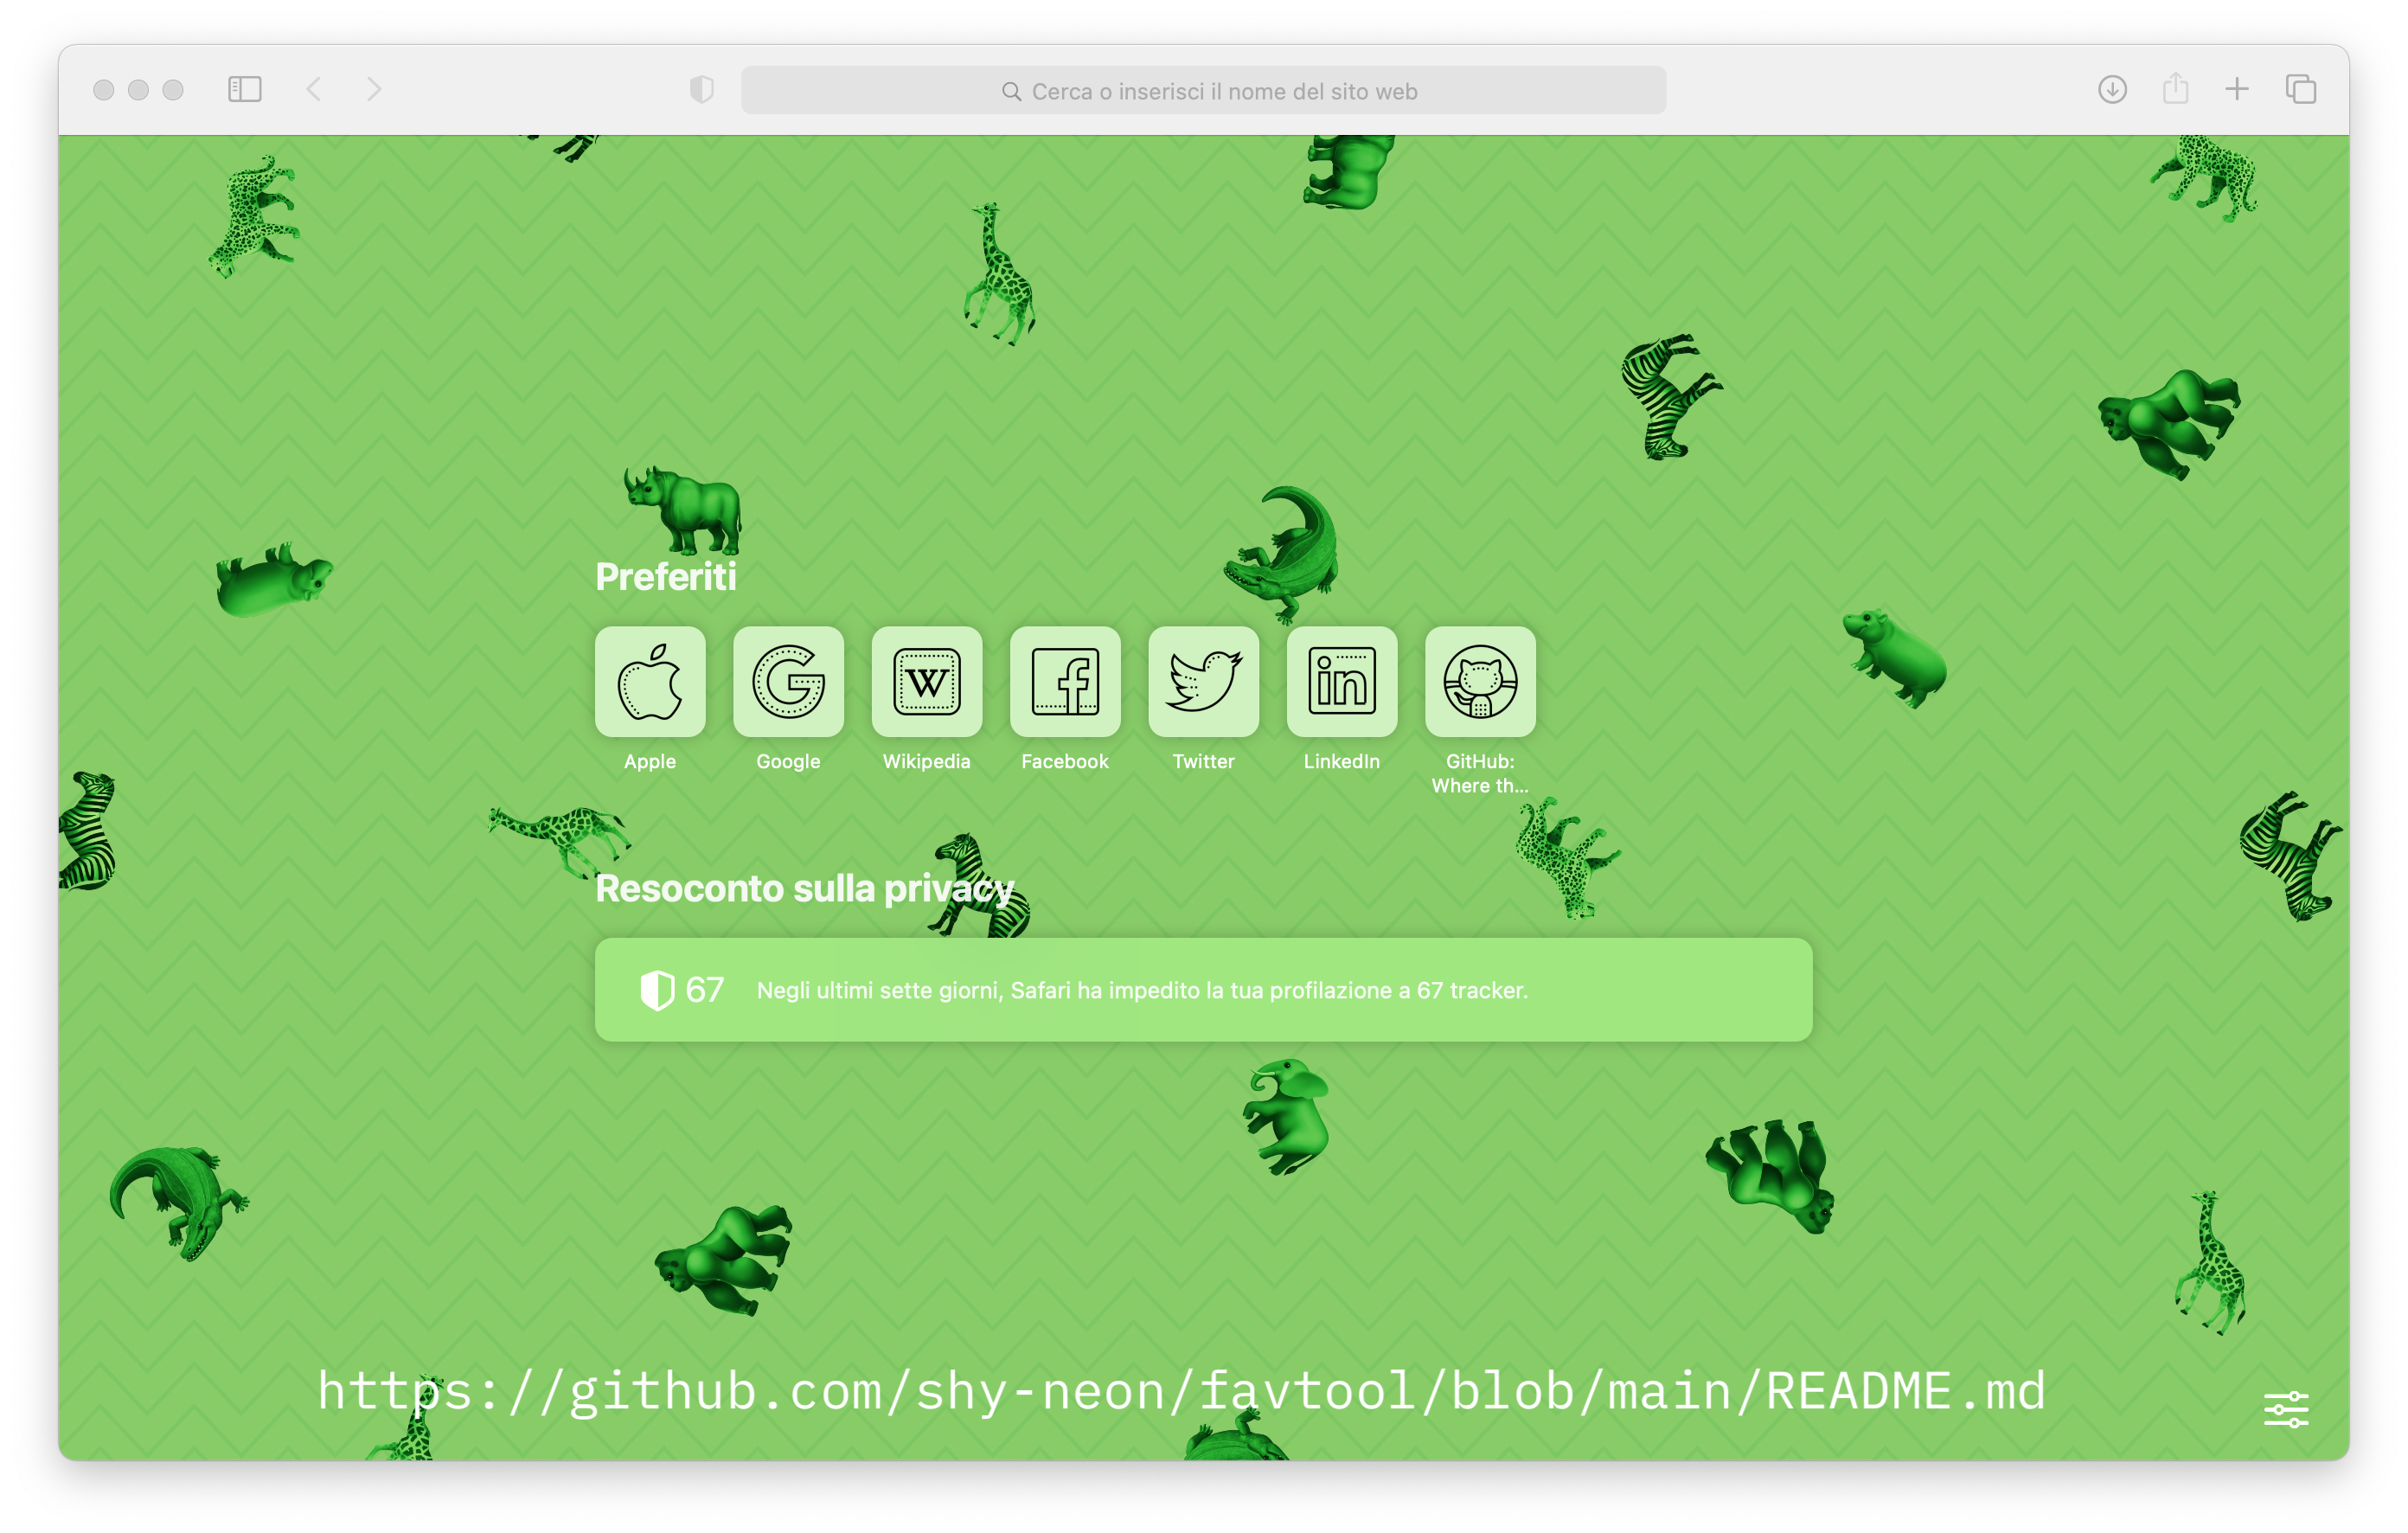 Cerca o inserisci il nome del sito web
Preferiti
W
in
Apple
Google
Wikipedia
Facebook
Twitter
LinkedIn
GitHub:
Where th...
Resoconto sulla privacy
67
Negli ultimi sette giorni, Safari ha impedito la tua profilazione a 67 tracker.
https://github.com/shy-neon/favtool/blob/main/README.md